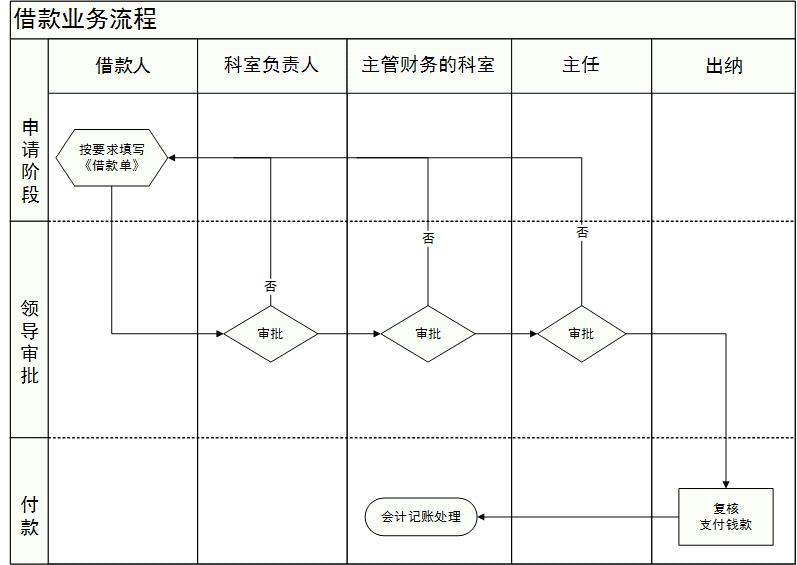 借款业务流程
借款人
科室负责人
主管财务的科室
主任
出纳
申请阶段
按要求填写
《借款单》
否
否
否
领导审批
审批
审批
审批
付款
会计记账处理
复核
支付钱款